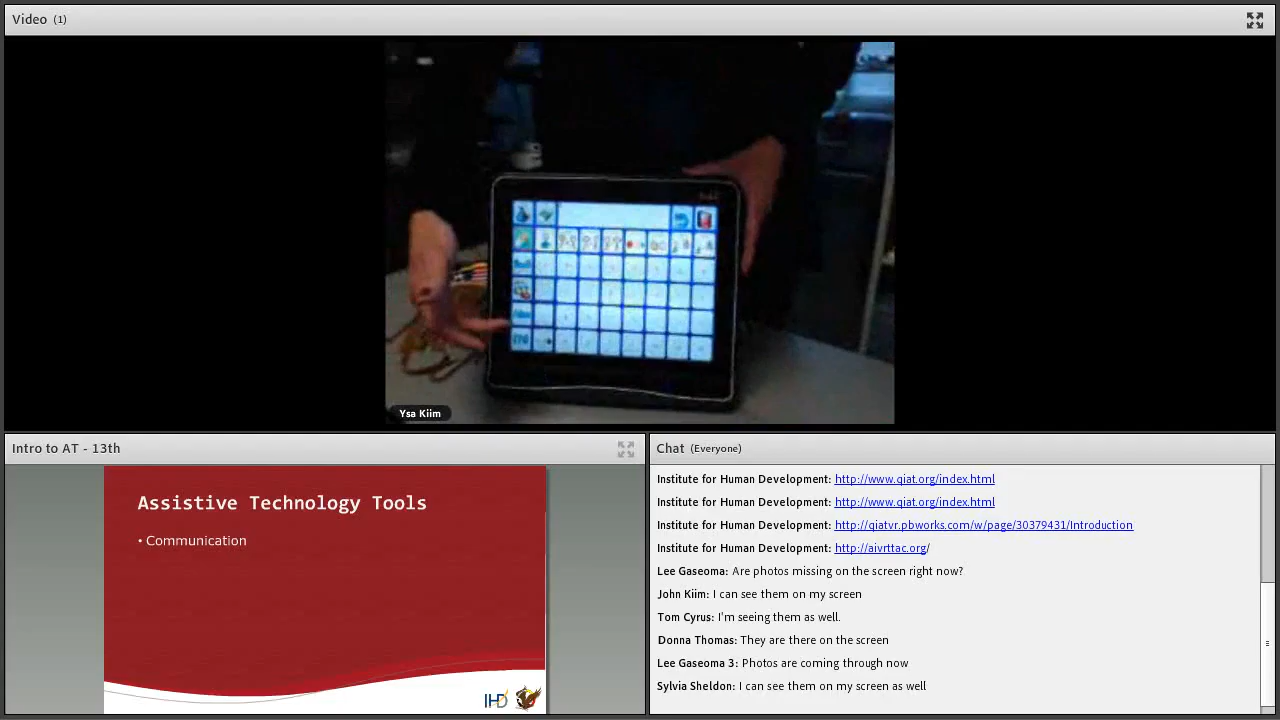 Video (1)
Ysa Kiim
Intro to AT - 13th
Assistive Technology Tools
• Communication
IHD
Chat (Everyone)
Institute for Human Development: http://www.qiat.org/index.html
Institute for Human Development: http://www.qiat.org/index.html
Institute for Human Development: http://qiatvr.pbworks.com/w/page/30379431/Introduction
Institute for Human Development: http://aivrttac.org/
Lee Gaseoma: Are photos missing on the screen right now?
John Kiim: I can see them on my screen
Tom Cyrus: I'm seeing them as well.
Donna Thomas: They are there on the screen
Lee Gaseoma 3: Photos are coming through now
Sylvia Sheldon: I can see them on my screen as well